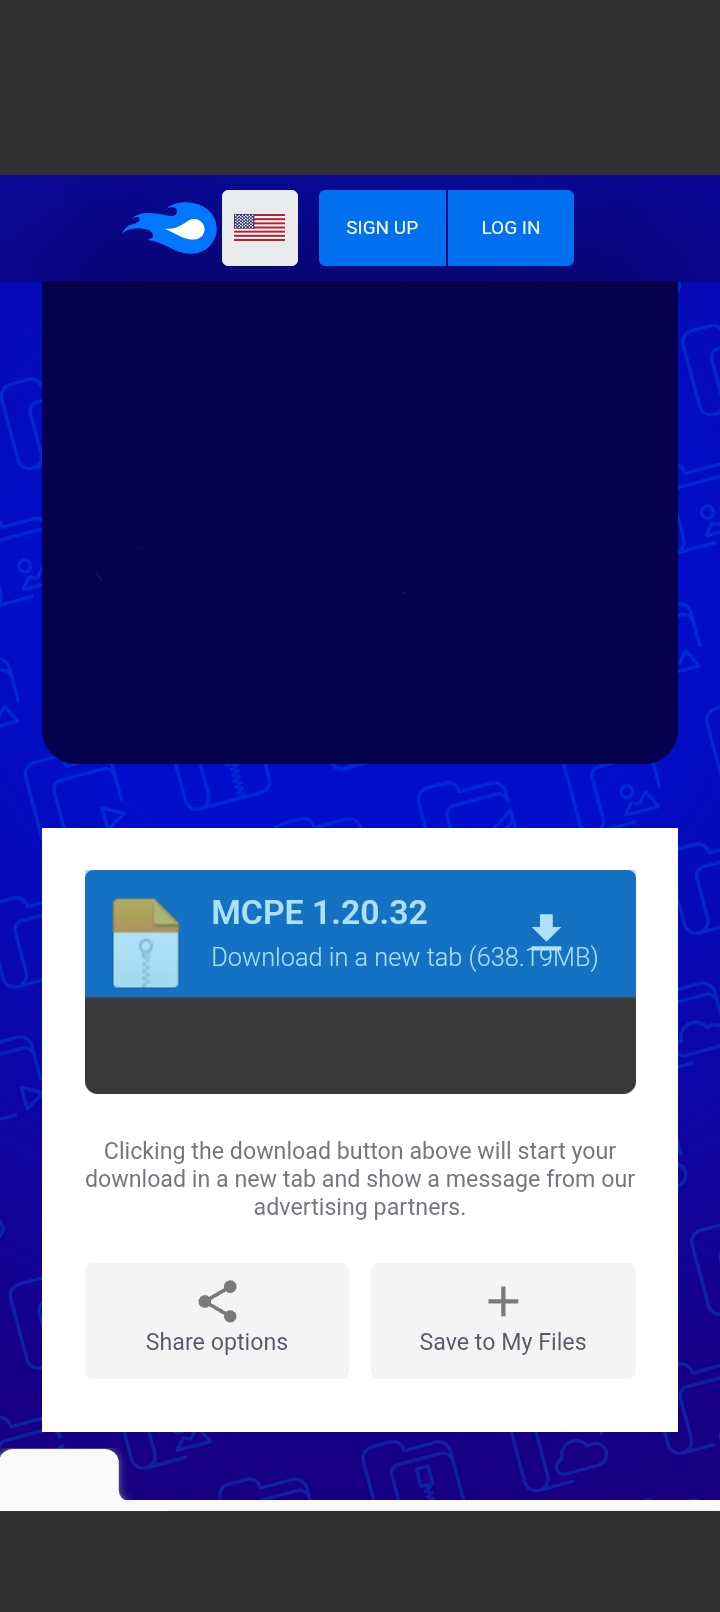 SIGN UP
LOG IN
MCPE 1.20.32
Download in a new tab (638.19MB)
Clicking the download button above will start your
download in a new tab and show a message from our
advertising partners.
Share options
Save to My Files